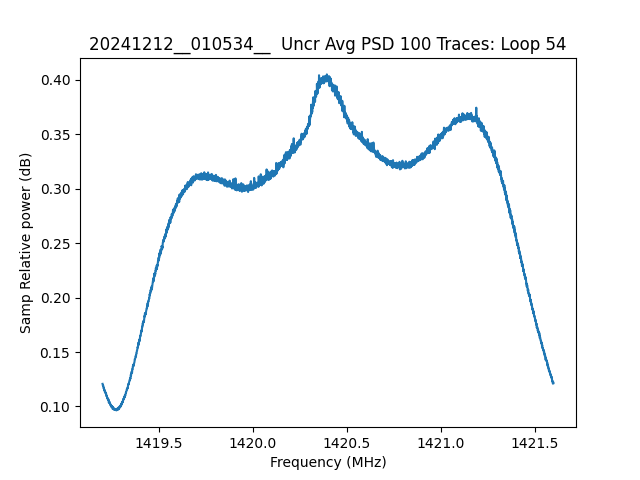 20241212__010534__  Uncr Avg PSD 100 Traces: Loop 54
0.40
0.35
0.30
0.25
0.20
0.15
0.10
Samp Relative power (dB)
1419.5 1420.0 1420.5 1421.0 1421.5
Frequency (MHz)